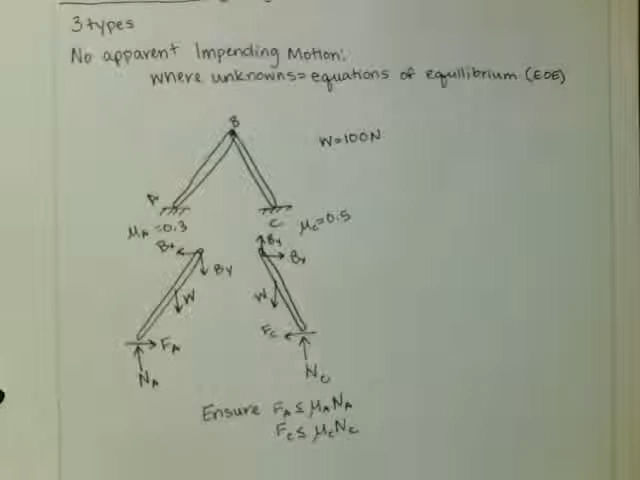 3 types
No apparent Impending Motion:
where unknowns = equations of equillibrium (EOE)
B
W=100N
A
C
μA =0.3
μC=0.5
Bx
By
By
Bx
W
W
FA
FC
NA
NC
Ensure FA ≤ μANA
FC ≤ μCNC